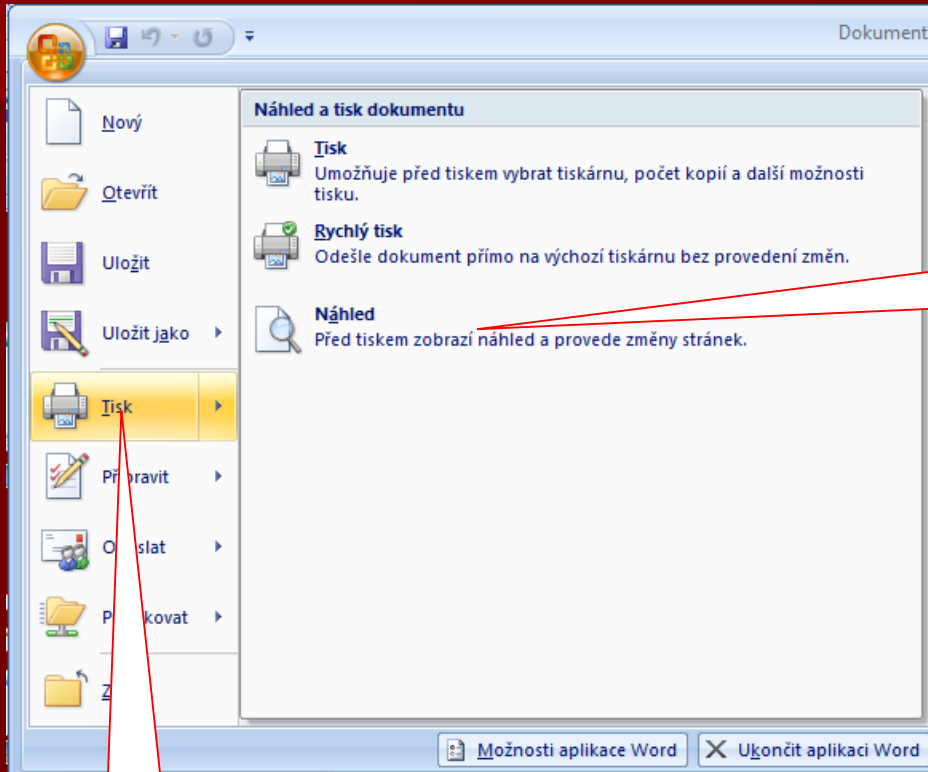 Dokument
Nový
Otevřít
Uložit
Uložit jako
Tisk
Náhled a tisk dokumentu
Tisk
Umožňuje před tiskem vybrat tiskárnu, počet kopií a další možnosti
tisku.
Rychlý tisk
Odešle dokument přímo na výchozí tiskárnu bez provedení změn.
Náhled
Před tiskem zobrazí náhled a provede změny stránek.
Možnosti aplikace Word
Ukončit aplikaci Word